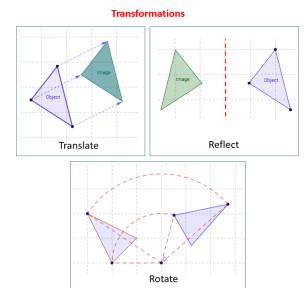 Transformations
Object
Image
Translate
Image
Object
Reflect
Rotate